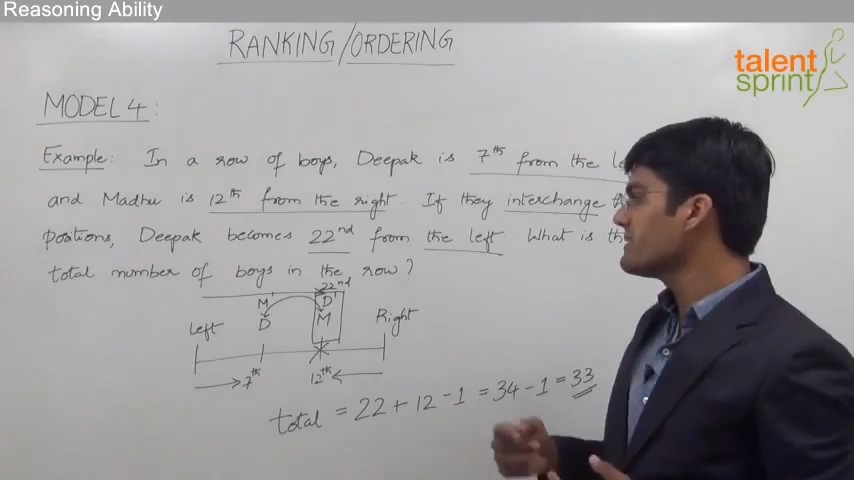 Reasoning Ability
RANKING/ORDERING
talent
sprint
MODEL 4:
Example: In a row of boys, Deepak is 7th from the
and Madhu is 12th from the right. If they interchange
positions, Deepak becomes 22nd from the left. What is the
total number of boys in the row?
22nd
M D'
Left D M Right
7th 12th
total = 22 + 12 - 1 = 34 - 1 = 33